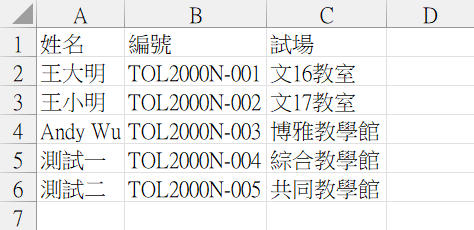 A B C D
1 姓名 編號 試場
2 王大明 TOL2000N-001 文16教室
3 王小明 TOL2000N-002 文17教室
4 Andy Wu TOL2000N-003 博雅教學館
5 測試一 TOL2000N-004 綜合教學館
6 測試二 TOL2000N-005 共同教學館
7